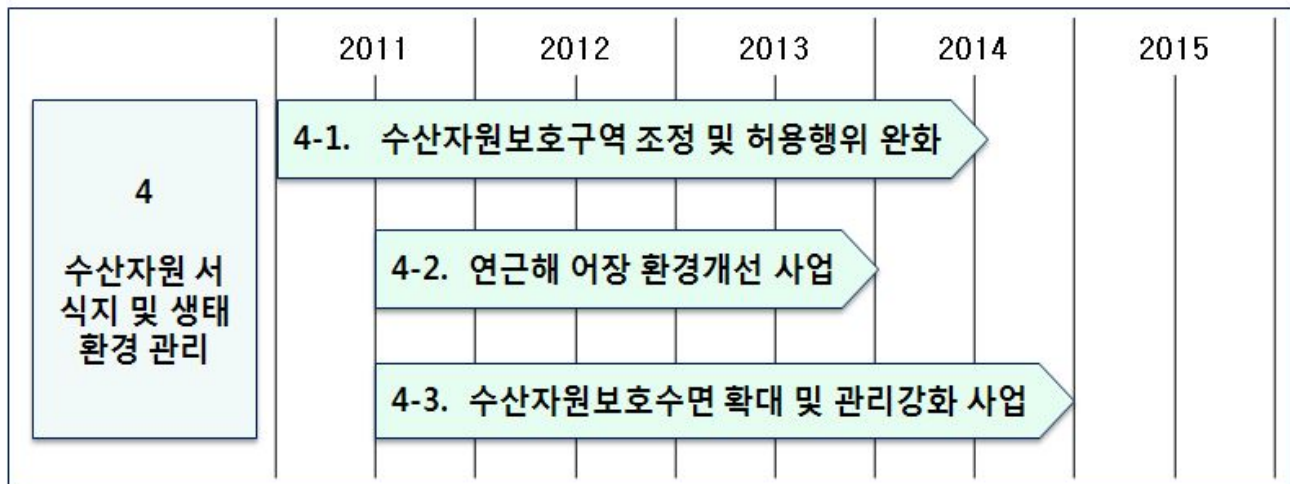 2011 2012 2013 2014 2015
4
수산자원 서
식지 및 생태
환경 관리
4-1. 수산자원보호구역 조정 및 허용행위 완화
4-2. 연근해 어장 환경개선 사업
4-3. 수산자원보호수면 확대 및 관리강화 사업